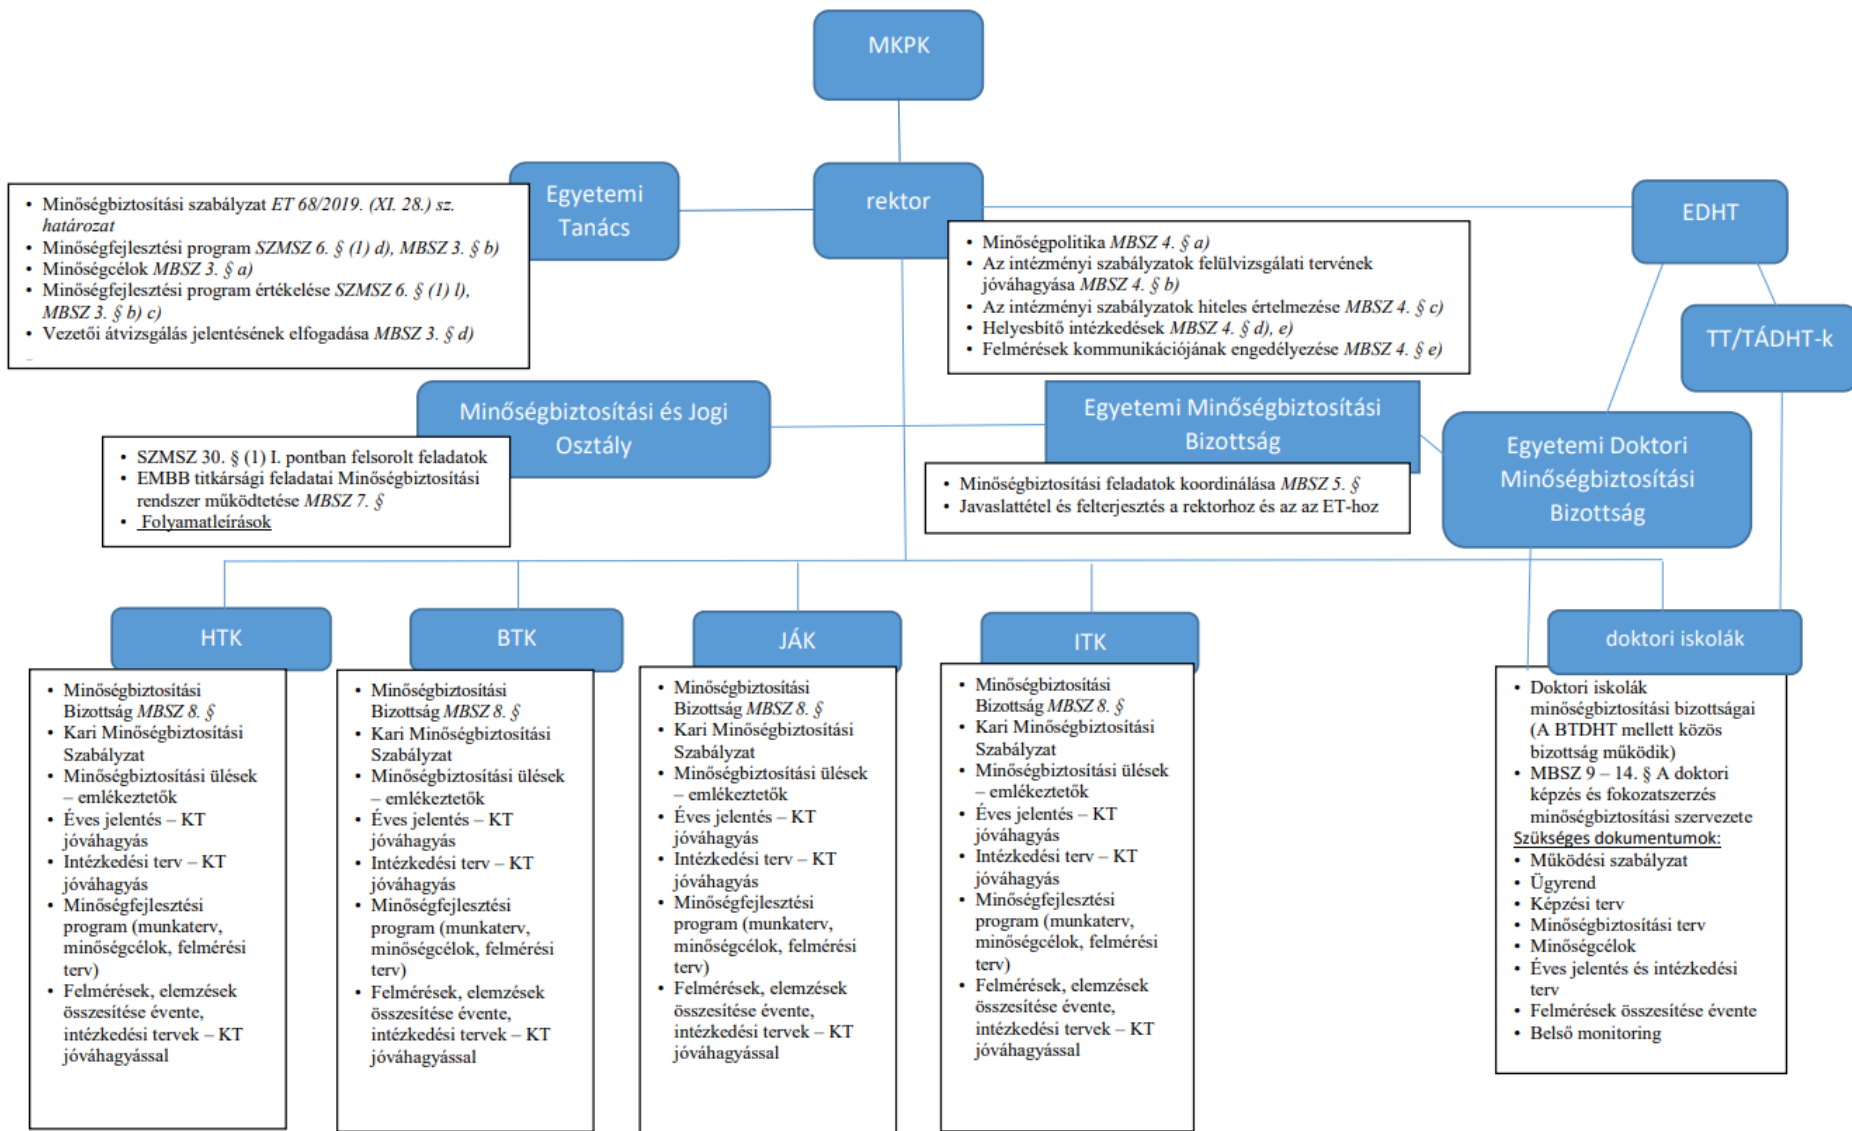 MKPK
Egyetemi
Tanács
rektor
EDHT
• Minőségbiztosítási szabályzat ET 68/2019. (XI. 28.) sz.
határozat
• Minőségfejlesztési program SZMSZ 6. § (1) d), MBSZ 3. § b)
• Minőségcélok MBSZ 3. § a)
• Minőségfejlesztési program értékelése SZMSZ 6. § (1) l),
MBSZ 3. § b) c)
• Vezetői átvizsgálás jelentésének elfogadása MBSZ 3. § d)
–
• Minőségpolitika MBSZ 4. § a)
• Az intézményi szabályzatok felülvizsgálati tervének
jóváhagyása MBSZ 4. § b)
• Az intézményi szabályzatok hiteles értelmezése MBSZ 4. § c)
• Helyesbítő intézkedések MBSZ 4. § d), e)
• Felmérések kommunikációjának engedélyezése MBSZ 4. § e)
TT/TÁDHT-k
Minőségbiztosítási és Jogi
Osztály
• SZMSZ 30. § (1) I. pontban felsorolt feladatok
• EMBB titkársági feladatai Minőségbiztosítási
rendszer működtetése MBSZ 7. §
• Folyamatleírások
Egyetemi Minőségbiztosítási
Bizottság
• Minőségbiztosítási feladatok koordinálása MBSZ 5. §
• Javaslattétel és felterjesztés a rektorhoz és az az ET-hoz
Egyetemi Doktori
Minőségbiztosítási
Bizottság
HTK
• Minőségbiztosítási
Bizottság MBSZ 8. §
• Kari Minőségbiztosítási
Szabályzat
• Minőségbiztosítási ülések
– emlékeztetők
• Éves jelentés – KT
jóváhagyás
• Intézkedési terv – KT
jóváhagyás
• Minőségfejlesztési
program (munkaterv,
minőségcélok, felmérési
terv)
• Felmérések, elemzések
összesítése évente,
intézkedési tervek – KT
jóváhagyással
BTK
• Minőségbiztosítási
Bizottság MBSZ 8. §
• Kari Minőségbiztosítási
Szabályzat
• Minőségbiztosítási ülések
– emlékeztetők
• Éves jelentés – KT
jóváhagyás
• Intézkedési terv – KT
jóváhagyás
• Minőségfejlesztési
program (munkaterv,
minőségcélok, felmérési
terv)
• Felmérések, elemzések
összesítése évente,
intézkedési tervek – KT
jóváhagyással
JÁK
• Minőségbiztosítási
Bizottság MBSZ 8. §
• Kari Minőségbiztosítási
Szabályzat
• Minőségbiztosítási ülések
– emlékeztetők
• Éves jelentés – KT
jóváhagyás
• Intézkedési terv – KT
jóváhagyás
• Minőségfejlesztési
program (munkaterv,
minőségcélok, felmérési
terv)
• Felmérések, elemzések
összesítése évente,
intézkedési tervek – KT
jóváhagyással
ITK
• Minőségbiztosítási
Bizottság MBSZ 8. §
• Kari Minőségbiztosítási
Szabályzat
• Minőségbiztosítási ülések
– emlékeztetők
• Éves jelentés – KT
jóváhagyás
• Intézkedési terv – KT
jóváhagyás
• Minőségfejlesztési
program (munkaterv,
minőségcélok, felmérési
terv)
• Felmérések, elemzések
összesítése évente,
intézkedési tervek – KT
jóváhagyással
doktori iskolák
• Doktori iskolák
minőségbiztosítási bizottságai
(A BTDHT mellett közös
bizottság működik)
• MBSZ 9 – 14. § A doktori
képzés és fokozatszerzés
minőségbiztosítási szervezete
Szükséges dokumentumok:
• Működési szabályzat
• Ügyrend
• Képzési terv
• Minőségbiztosítási terv
• Minőségcélok
• Éves jelentés és intézkedési
terv
• Felmérések összesítése évente
• Belső monitoring